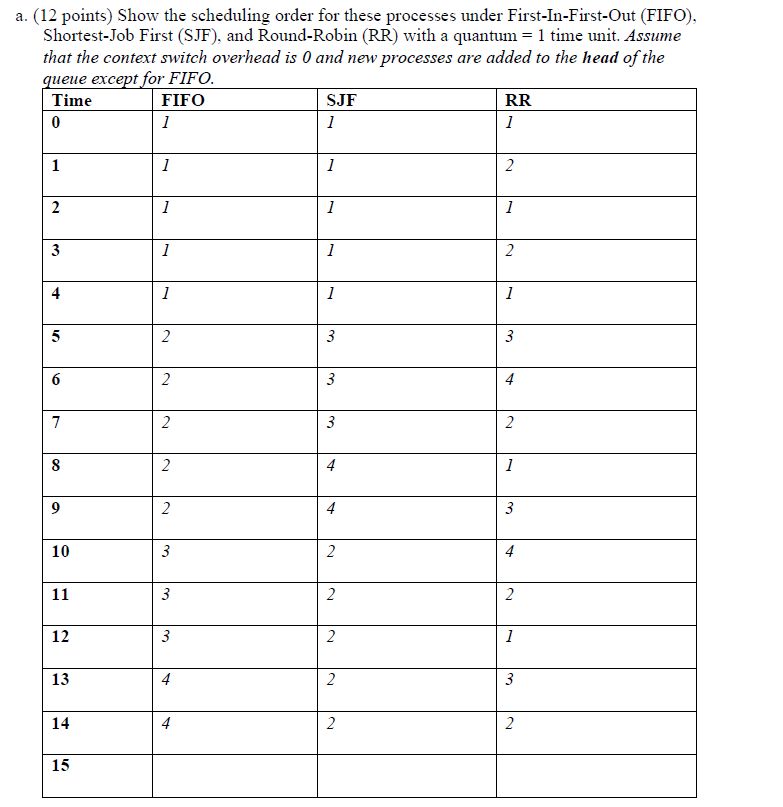 a. (12 points) Show the scheduling order for these processes under First-In-First-Out (FIFO),
Shortest-Job First (SJF), and Round-Robin (RR) with a quantum = 1 time unit. Assume
that the context switch overhead is 0 and new processes are added to the head of the
queue except for FIFO.
Time FIFO SJF RR
0 1 1 1
1 1 1 2
2 1 1 1
3 1 1 2
4 1 1 1
5 2 3 3
6 2 3 4
7 2 3 2
8 2 4 1
9 2 4 3
10 3 2 4
11 3 2 2
12 3 2 1
13 4 2 3
14 4 2 2
15